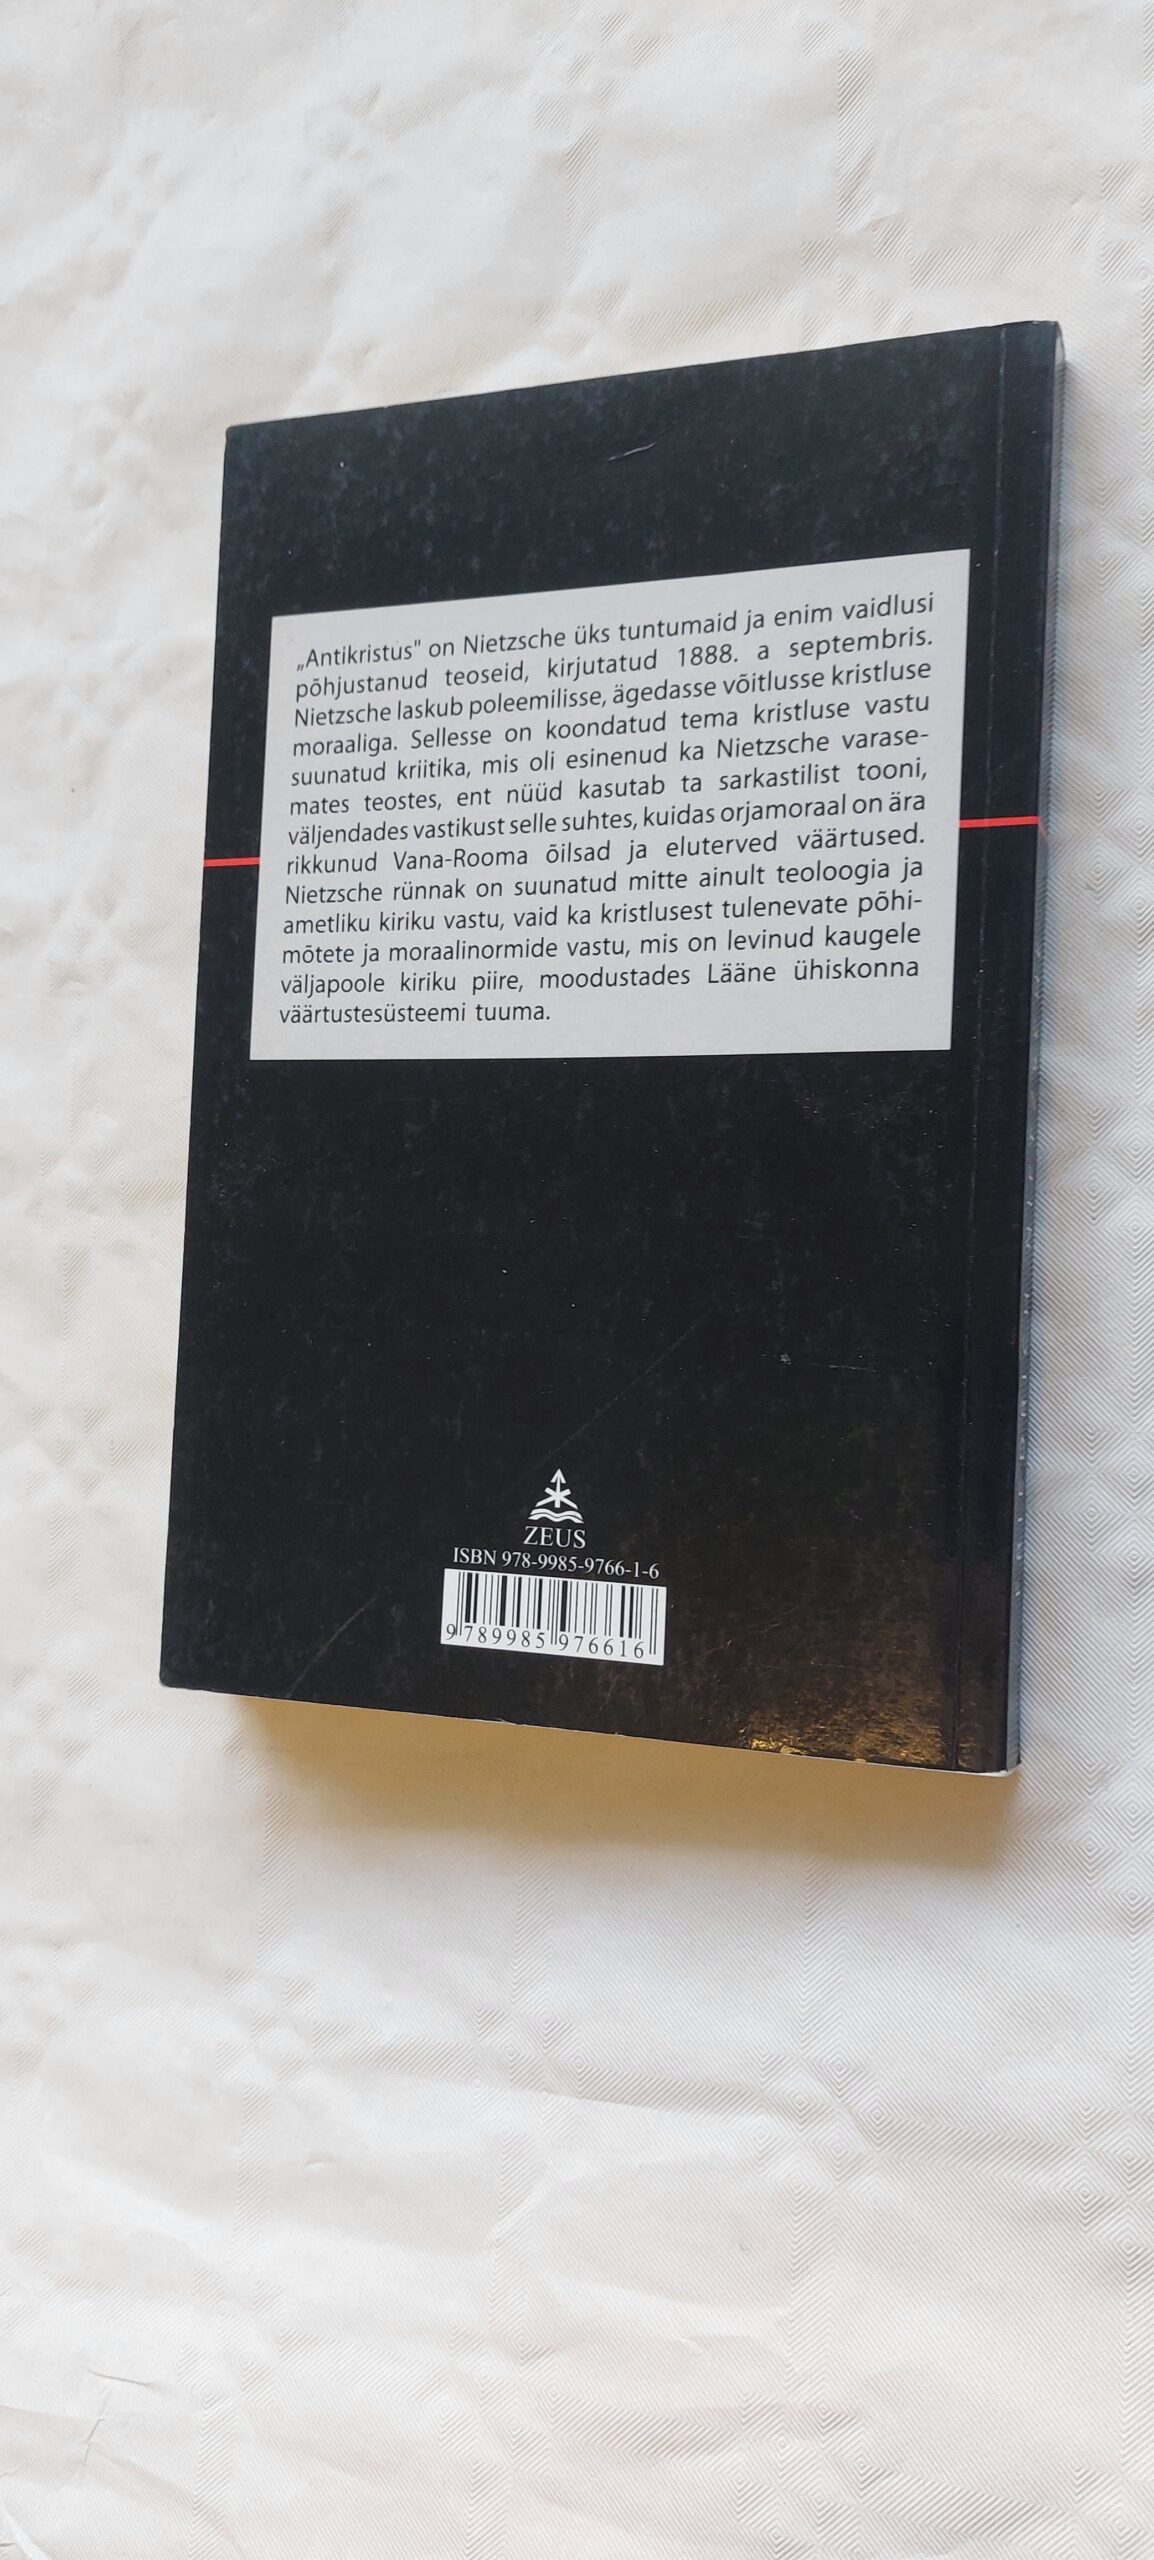 „Antikristus" on Nietzsche üks tuntumaid ja enim vaidlusi
põhjustanud teoseid, kirjutatud 1888. a septembris.
Nietzsche laskub poleemilisse, ägedasse võitlusse kristluse
moraaliga. Sellesse on koondatud tema kristluse vastu
suunatud kriitika, mis oli esinenud ka Nietzsche varase-
mates teostes, ent nüüd kasutab ta sarkastilist tooni,
väljendades vastikust selle suhtes, kuidas orjamoraal on ära
rikkunud Vana-Rooma õilsad ja eluterved väärtused.
Nietzsche rünnak on suunatud mitte ainult teoloogia ja
ametliku kiriku vastu, vaid ka kristlusest tulenevate põhi-
mõtete ja moraalinormide vastu, mis on levinud kaugele
väljapoole kiriku piire, moodustades Lääne ühiskonna
väärtustesüsteemi tuuma.
ZEUS
ISBN 978-9985-9766-1-6
9789985976616